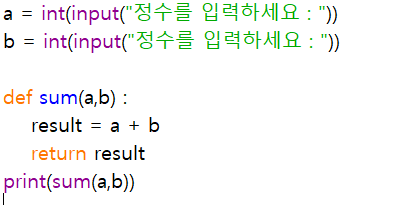 a = int(input("정수를 입력하세요 : "))
b = int(input("정수를 입력하세요 : "))
def sum(a,b) :
result = a + b
return result
print(sum(a,b))